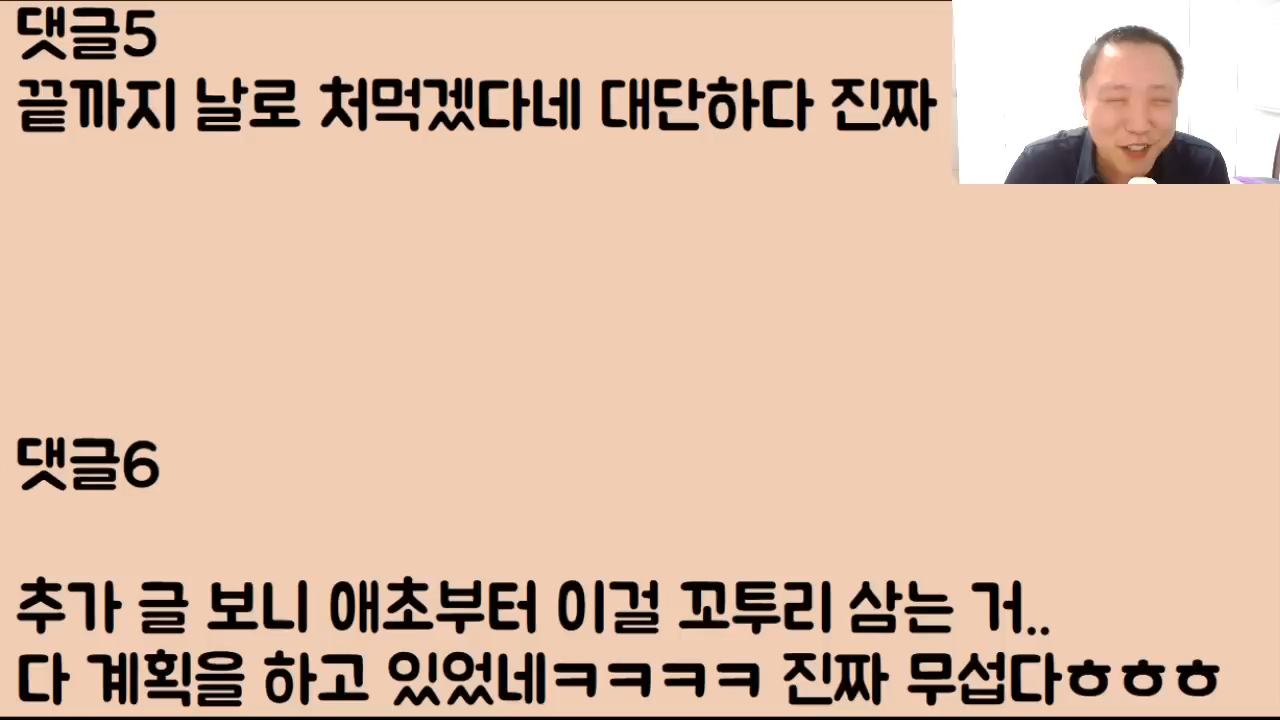 댓글5
끝까지 날로 처먹겠다네 대단하다 진짜
댓글6
추가 글 보니 애초부터 이걸 꼬투리 삼는 거..
다 계획을 하고 있었네ㅋㅋㅋㅋ 진짜 무섭다ㅎㅎㅎ